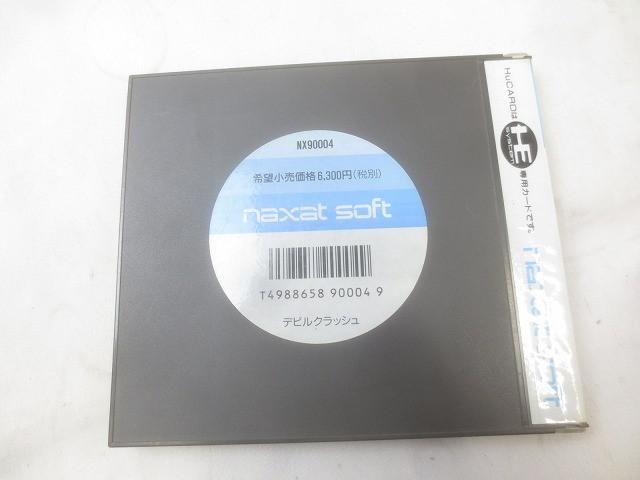 NX90004
希望小売価格6,300円(税別)
naxat soft
T4988658 90004 9
デビルクラッシュ
HuCARDは
HE
system
専用カードです。